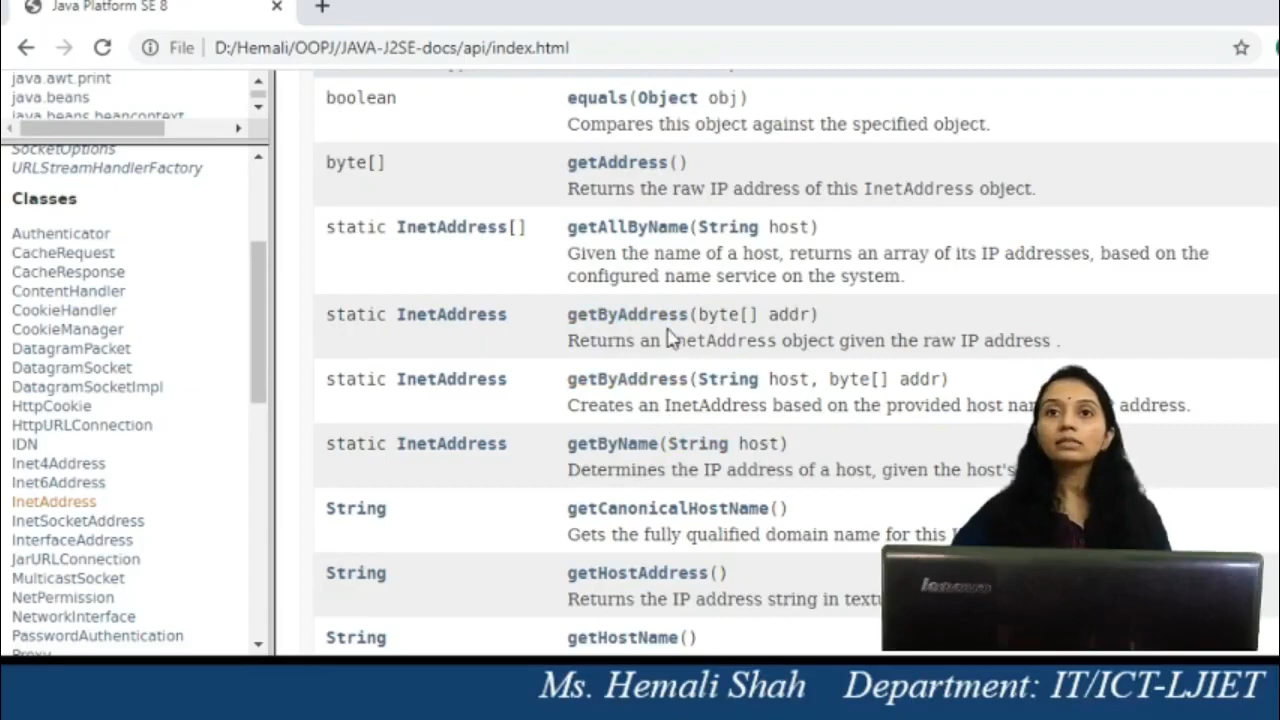 Java Platform SE 8
File
D:/Hemali/OOPJ//JAVA-J2SE-docs/api/index.html
java.awt.print
java.beans
java.beans.beancontext
SocketOptions
URLStreamHandlerFactory
Classes
Authenticator
CacheRequest
CacheResponse
ContentHandler
CookieHandler
CookieManager
DatagramPacket
DatagramSocket
DatagramSocketImpl
HttpCookie
HttpURLConnection
IDN
Inet4Address
Inet6Address
InetAddress
InetSocketAddress
InterfaceAddress
JarURLConnection
MulticastSocket
NetPermission
NetworkInterface
PasswordAuthentication
Proxy
boolean equals(Object obj)
Compares this object against the specified object.
byte[] getAddress()
Returns the raw IP address of this InetAddress object.
static InetAddress[] getAllByName(String host)
Given the name of a host, returns an array of its IP addresses, based on the
configured name service on the system.
static InetAddress getByAddress(byte[] addr)
Returns an InetAddress object given the raw IP address .
static InetAddress getByAddress(String host, byte[] addr)
Creates an InetAddress based on the provided host address.
static InetAddress getByName(String host)
Determines the IP address of a host, given the host's
String getCanonicalHostName()
Gets the fully qualified domain name for this
String getHostAddress()
Returns the IP address string in
String getHostName()
lenovo
Ms. Hemali Shah Department: IT/ICT-LJIET